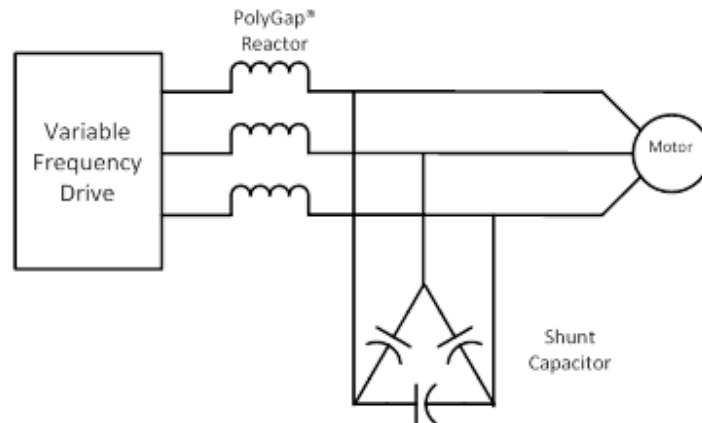 PolyGap®
Reactor
Variable
Frequency
Drive
Motor
Shunt
Capacitor